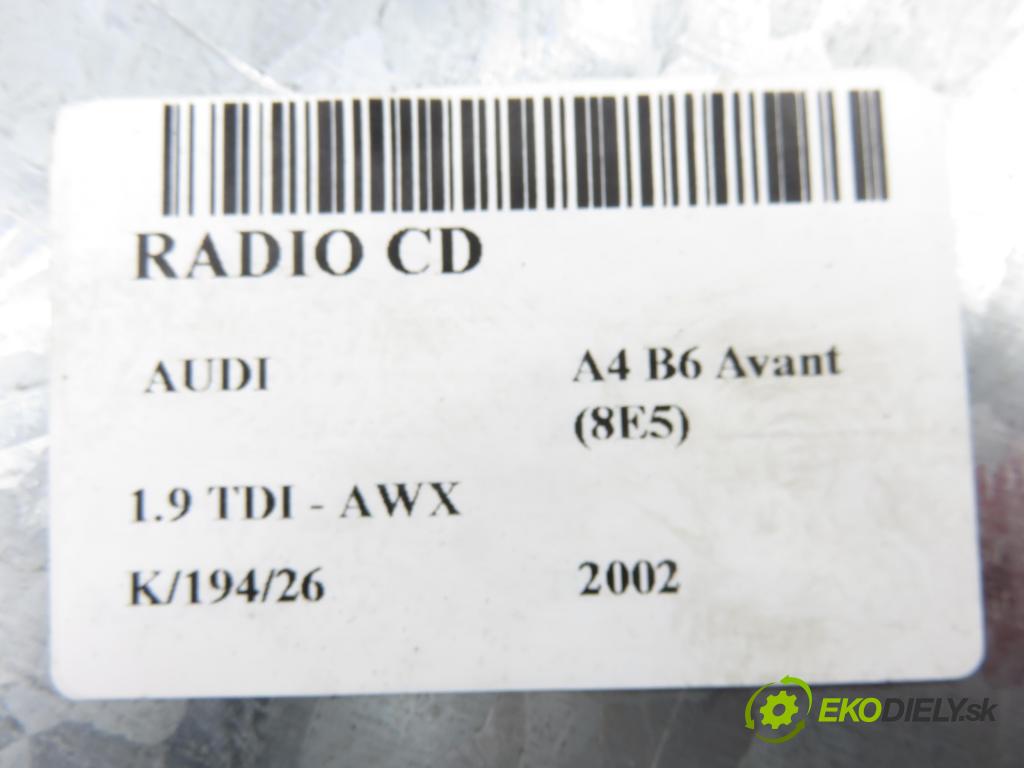 RADIO CD
AUDI
A4 B6 Avant
(8E5)
1.9 TDI - AWX
K/194/26
2002
EKODIELY.sk